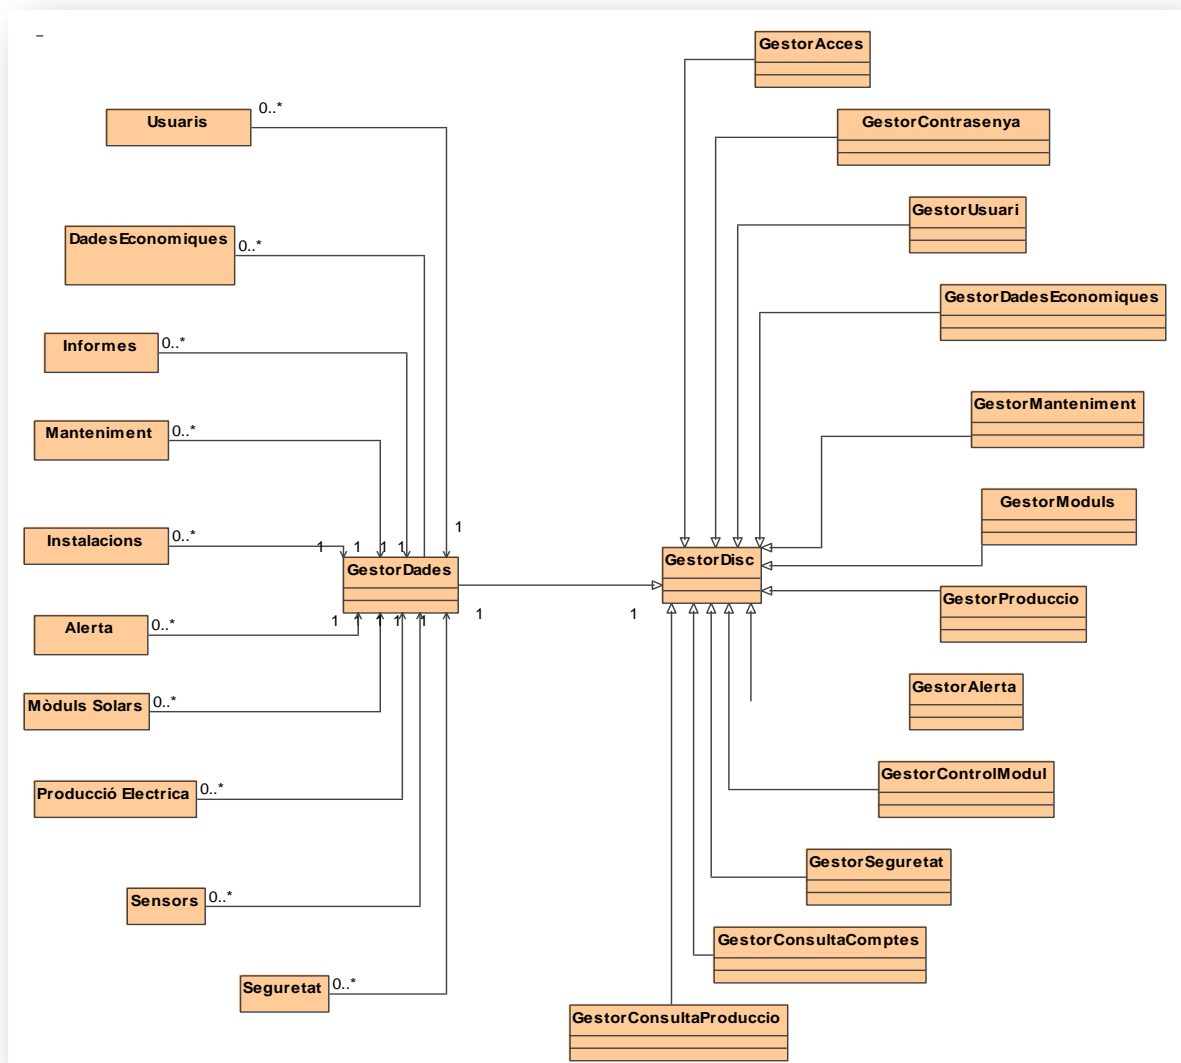 –
GestorAcces
0..*
Usuaris
GestorContrasenya
GestorUsuari
DadesEconomiques
0..*
GestorDadesEconomiques
Informes
0..*
GestorManteniment
Manteniment
0..*
GestorModuls
Instalacions
0..*
1
1
1
1
1
GestorDades
GestorDisc
GestorProduccio
Alerta
0..*
1
1
1
1
1
1
1
GestorAlerta
Mòduls Solars
0..*
GestorControlModul
Producció Electrica
0..*
GestorSeguretat
Sensors
0..*
GestorConsultaComptes
Seguretat
0..*
GestorConsultaProduccio